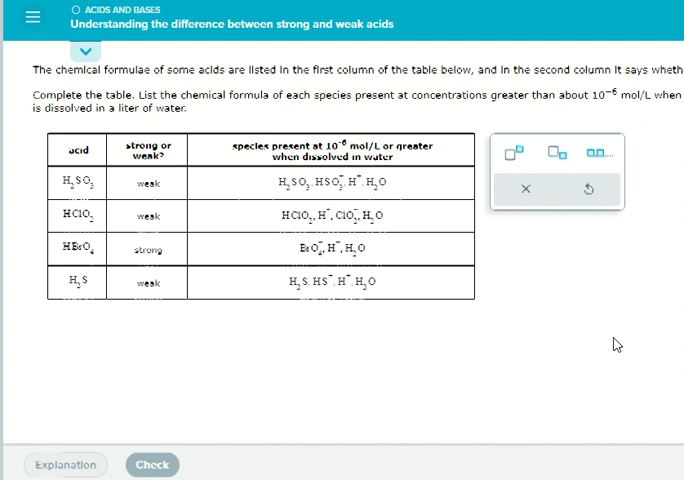 ACIDS AND BASES
Understanding the difference between strong and weak acids
The chemical formulae of some acids are listed in the first column of the table below, and in the second column it says wheth
Complete the table. List the chemical formula of each species present at concentrations greater than about 10⁻⁶ mol/L when
is dissolved in a liter of water.
acid strong or weak? species present at 10⁻⁶ mol/L or greater when dissolved in water
H₂SO₃ weak H₂SO₃, HSO₃⁻, H⁺, H₂O
HClO₂ weak HClO₂, H⁺, ClO₂⁻, H₂O
HBrO₄ strong BrO₄⁻, H⁺, H₂O
H₂S weak H₂S, HS⁻, H⁺, H₂O
Explanation Check